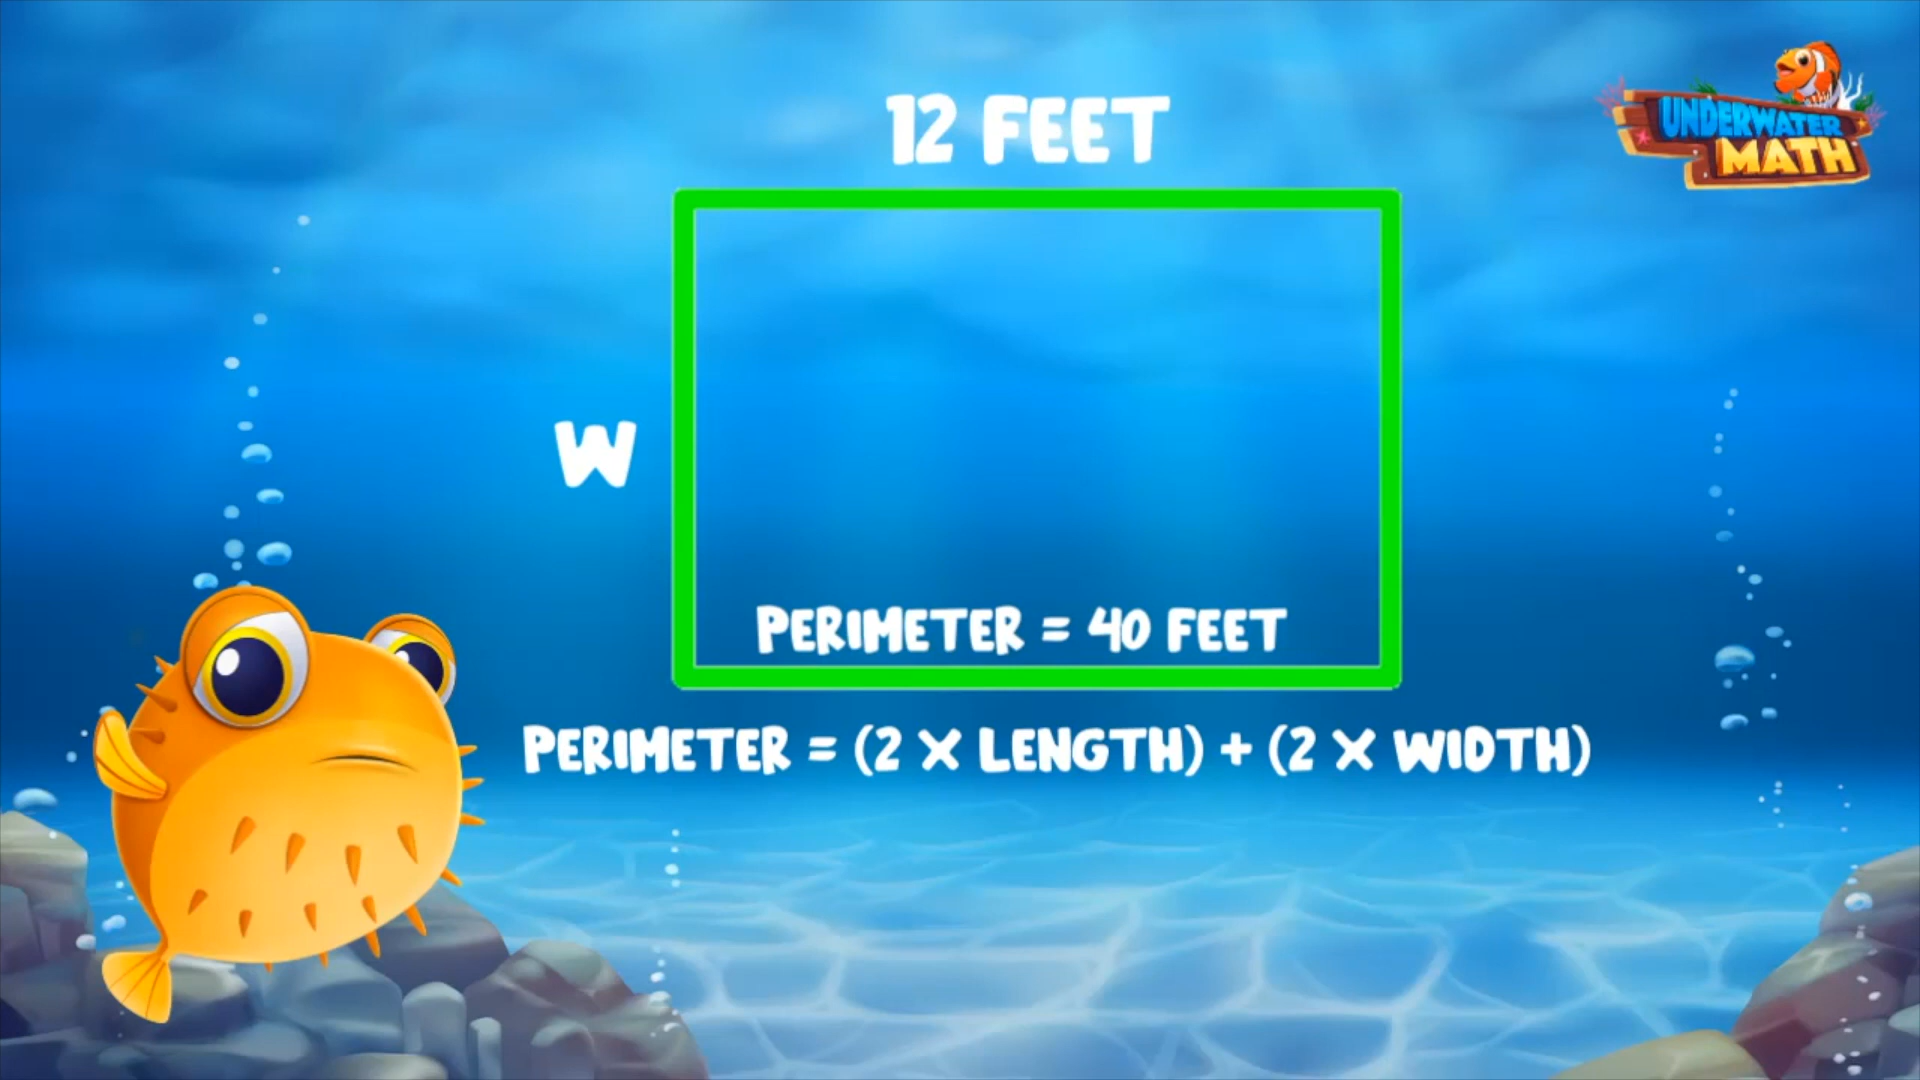 12 FEET
UNDERWATER
MATH
W
PERIMETER = 40 FEET
PERIMETER = (2 X LENGTH) + (2 X WIDTH)